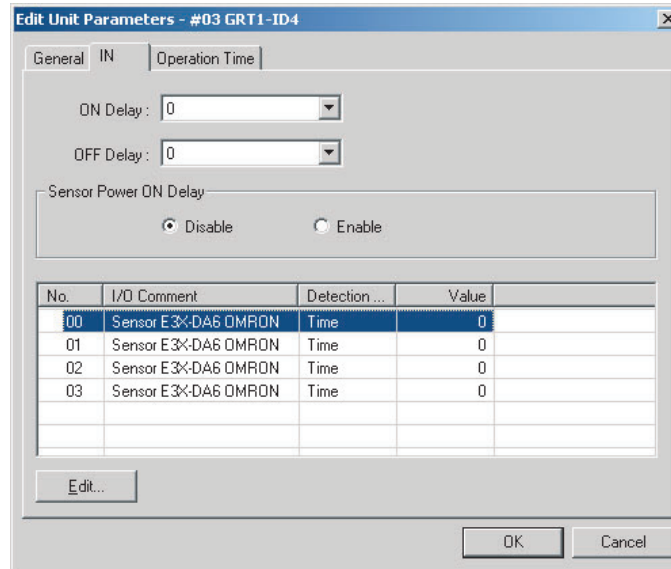 Edit Unit Parameters - #03 GRT1-ID4
General IN Operation Time
ON Delay : 0
OFF Delay : 0
Sensor Power ON Delay
Disable Enable
No. I/O Comment Detection ... Value
00 Sensor E3X-DA6 OMRON Time 0
01 Sensor E3X-DA6 OMRON Time 0
02 Sensor E3X-DA6 OMRON Time 0
03 Sensor E3X-DA6 OMRON Time 0
Edit...
OK Cancel